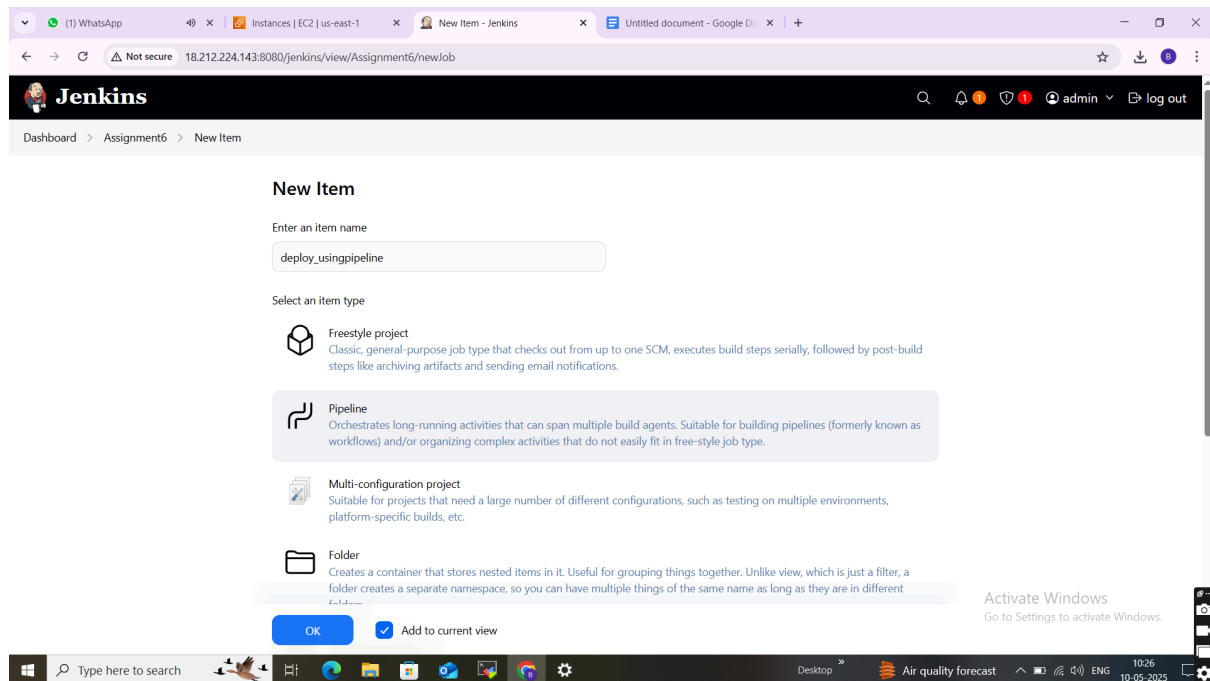 (1) WhatsApp
Instances | EC2 | us-east-1
New Item - Jenkins
Untitled document - Google Do
Not secure
18.212.224.143:8080/jenkins/view/Assignment6/newJob
B
Jenkins
1
1
admin
log out
Dashboard > Assignment6 > New Item
New Item
Enter an item name
deploy_usingpipeline
Select an item type
Freestyle project
Classic, general-purpose job type that checks out from up to one SCM, executes build steps serially, followed by post-build
steps like archiving artifacts and sending email notifications.
Pipeline
Orchestrates long-running activities that can span multiple build agents. Suitable for building pipelines (formerly known as
workflows) and/or organizing complex activities that do not easily fit in free-style job type.
Multi-configuration project
Suitable for projects that need a large number of different configurations, such as testing on multiple environments,
platform-specific builds, etc.
Folder
Creates a container that stores nested items in it. Useful for grouping things together. Unlike view, which is just a filter, a
folder creates a separate namespace, so you can have multiple things of the same name as long as they are in different
folders.
OK
Add to current view
Activate Windows
Go to Settings to activate Windows.
Type here to search
Desktop
Air quality forecast
ENG
10:26
10-05-2025